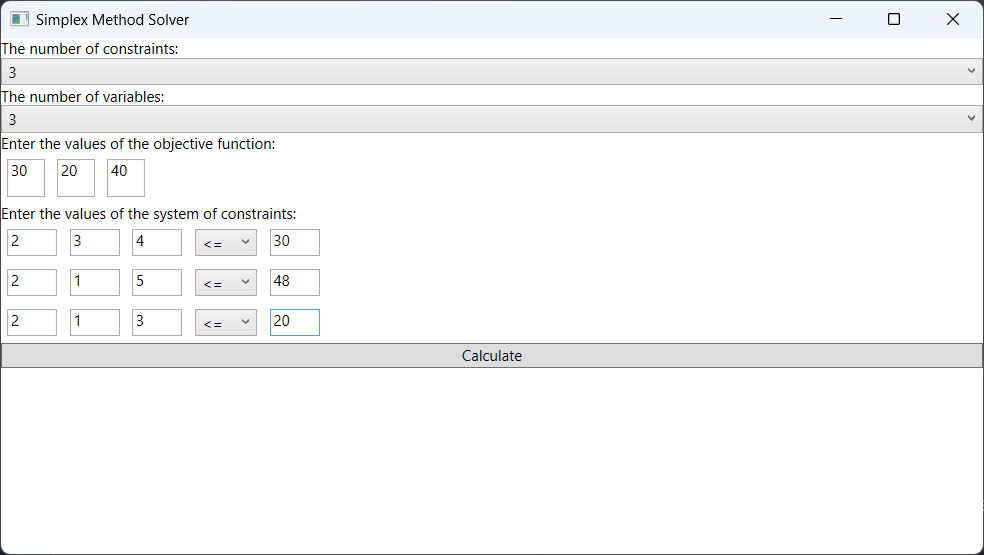 Simplex Method Solver
The number of constraints:
3
The number of variables:
3
Enter the values of the objective function:
30 20 40
Enter the values of the system of constraints:
2 3 4 <= 30
2 1 5 <= 48
2 1 3 <= 20
Calculate